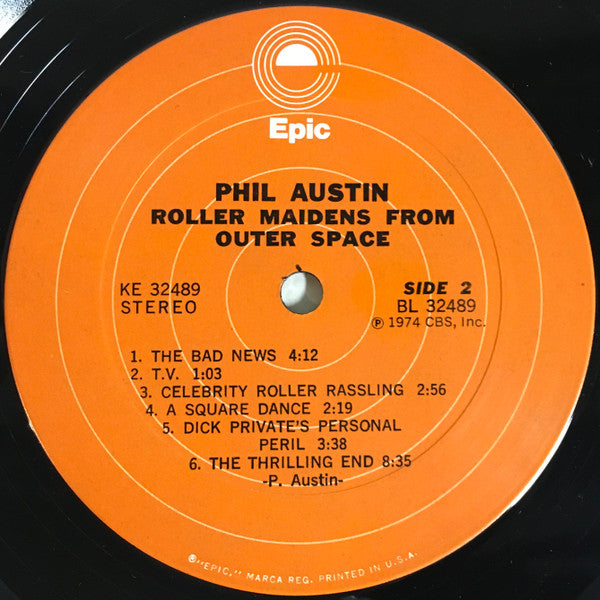 Epic
PHIL AUSTIN
ROLLER MAIDENS FROM
OUTER SPACE
KE 32489
STEREO
SIDE 2
BL 32489
Ⓟ 1974 CBS, Inc.
1. THE BAD NEWS 4:12
2. T.V. 1:03
3. CELEBRITY ROLLER RASSLING 2:56
4. A SQUARE DANCE 2:19
5. DICK PRIVATE'S PERSONAL
PERIL 3:38
6. THE THRILLING END 8:35
-P. Austin-
®"EPIC," MARCA REG. PRINTED IN U.S.A.